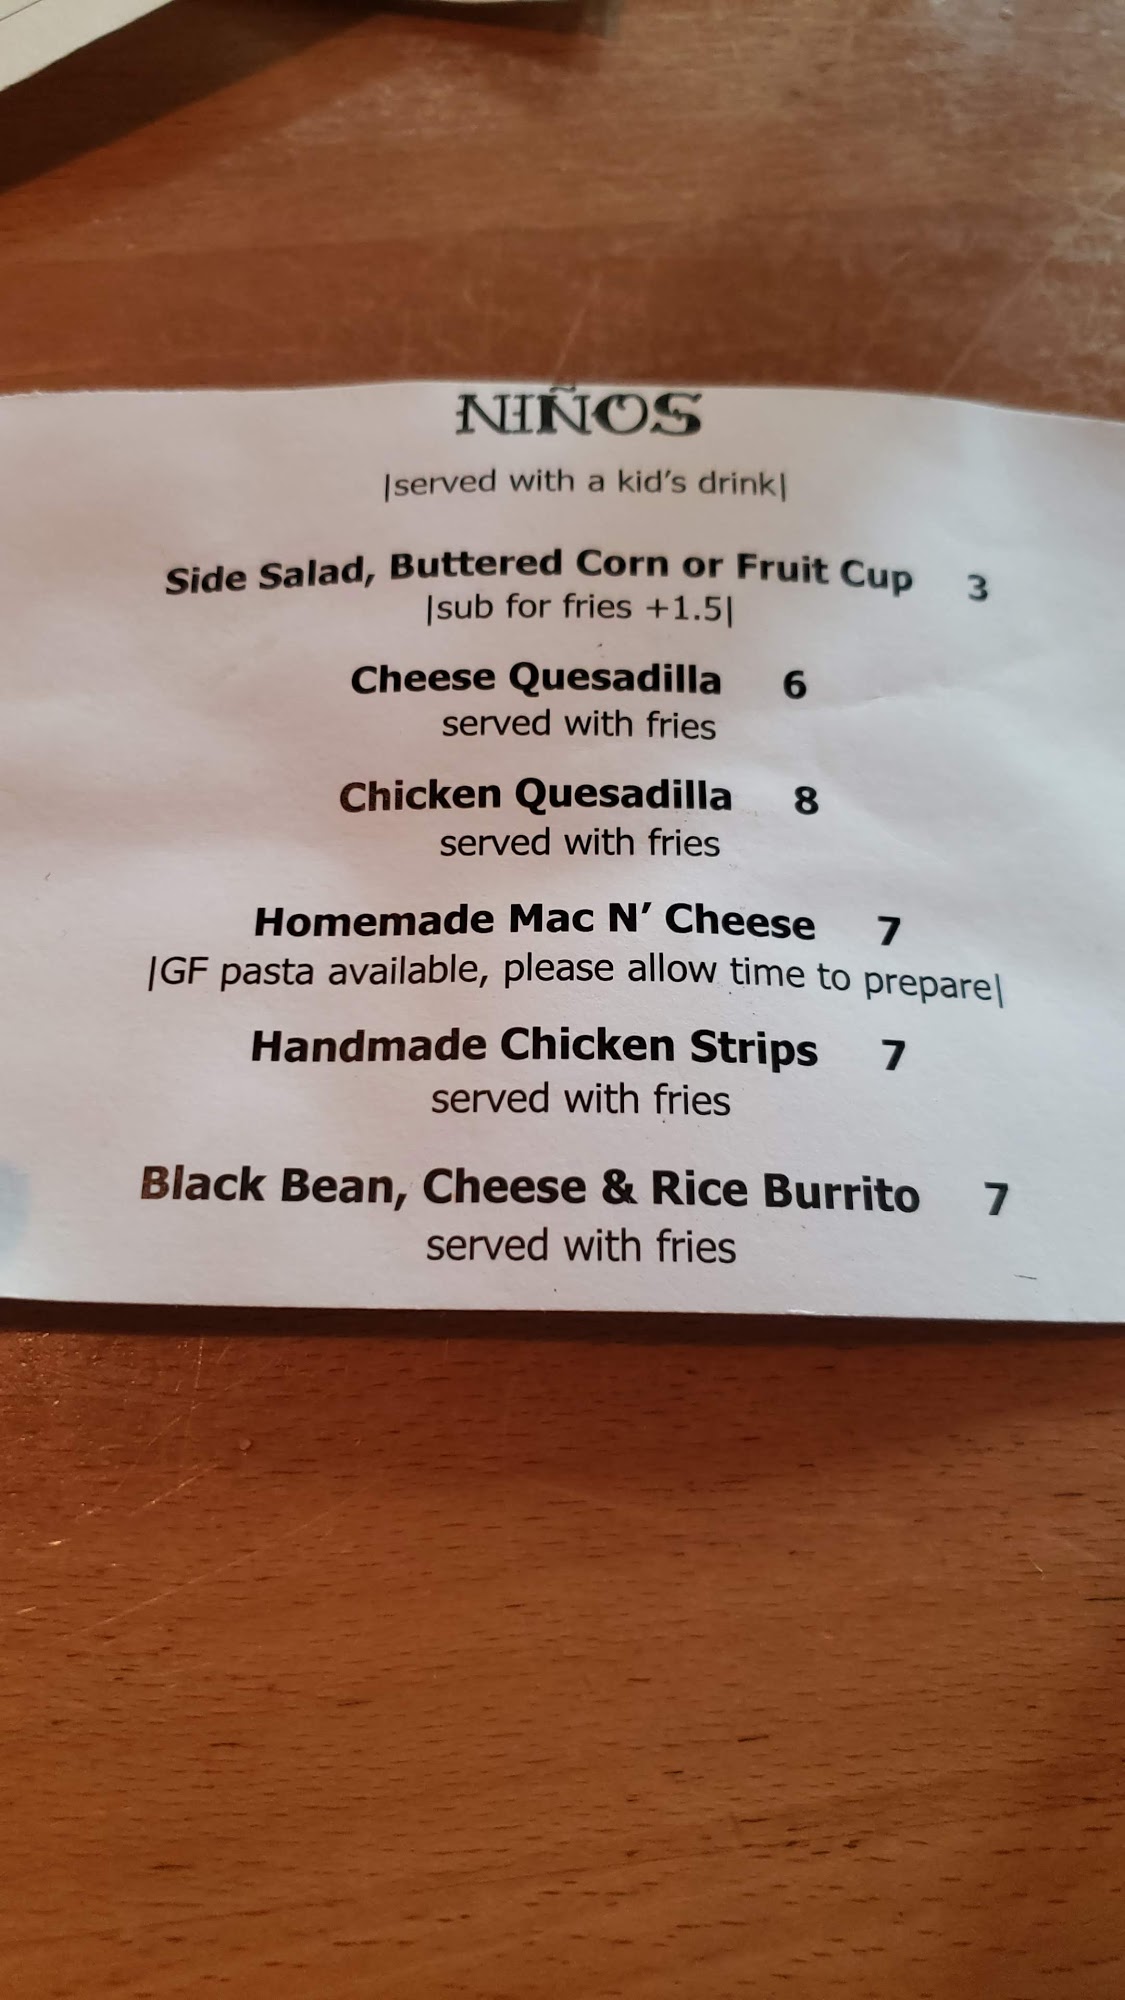 NIÑOS
|served with a kid's drink|
Side Salad, Buttered Corn or Fruit Cup 3
|sub for fries +1.5|
Cheese Quesadilla 6
served with fries
Chicken Quesadilla 8
served with fries
Homemade Mac N' Cheese 7
|GF pasta available, please allow time to prepare|
Handmade Chicken Strips 7
served with fries
Black Bean, Cheese & Rice Burrito 7
served with fries